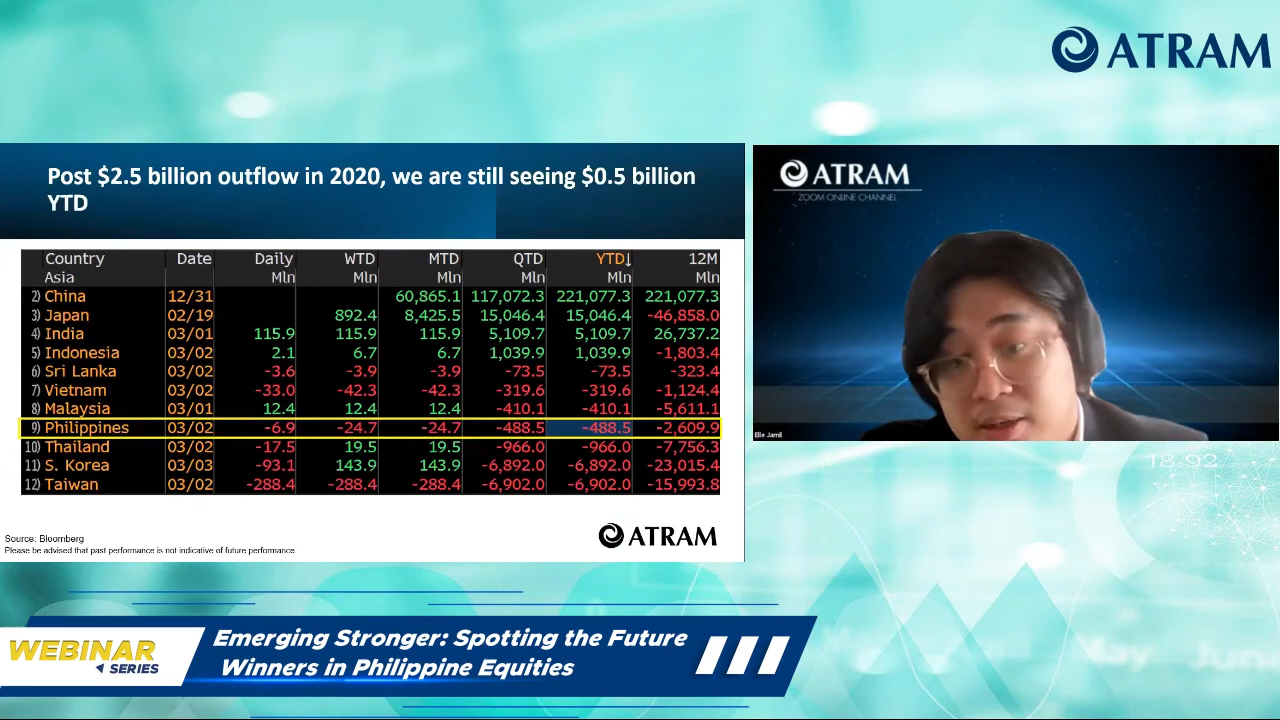 ATRAM
Post $2.5 billion outflow in 2020, we are still seeing $0.5 billion
YTD
Country Date Daily WTD MTD QTD YTD↓ 12M
Asia Mln Mln Mln Mln Mln Mln
2) China 12/31 60,865.1 117,072.3 221,077.3 221,077.3
3) Japan 02/19 892.4 8,425.5 15,046.4 15,046.4 -46,858.0
4) India 03/01 115.9 115.9 115.9 5,109.7 5,109.7 26,737.2
5) Indonesia 03/02 2.1 6.7 6.7 1,039.9 1,039.9 -1,803.4
6) Sri Lanka 03/02 -3.6 -3.9 -3.9 -73.5 -73.5 -323.4
7) Vietnam 03/02 -33.0 -42.3 -42.3 -319.6 -319.6 -1,124.4
8) Malaysia 03/01 12.4 12.4 12.4 -410.1 -410.1 -5,611.1
9) Philippines 03/02 -6.9 -24.7 -24.7 -488.5 -488.5 -2,609.9
10) Thailand 03/02 -17.5 19.5 19.5 -966.0 -966.0 -7,756.3
11) S. Korea 03/03 -93.1 143.9 143.9 -6,892.0 -6,892.0 -23,015.4
12) Taiwan 03/02 -288.4 -288.4 -288.4 -6,902.0 -6,902.0 -15,993.8
Source: Bloomberg
Please be advised that past performance is not indicative of future performance
ATRAM
ATRAM
ZOOM ONLINE CHANNEL
Elle Jamil
18.92
May June
WEBINAR
SERIES
Emerging Stronger: Spotting the Future
Winners in Philippine Equities